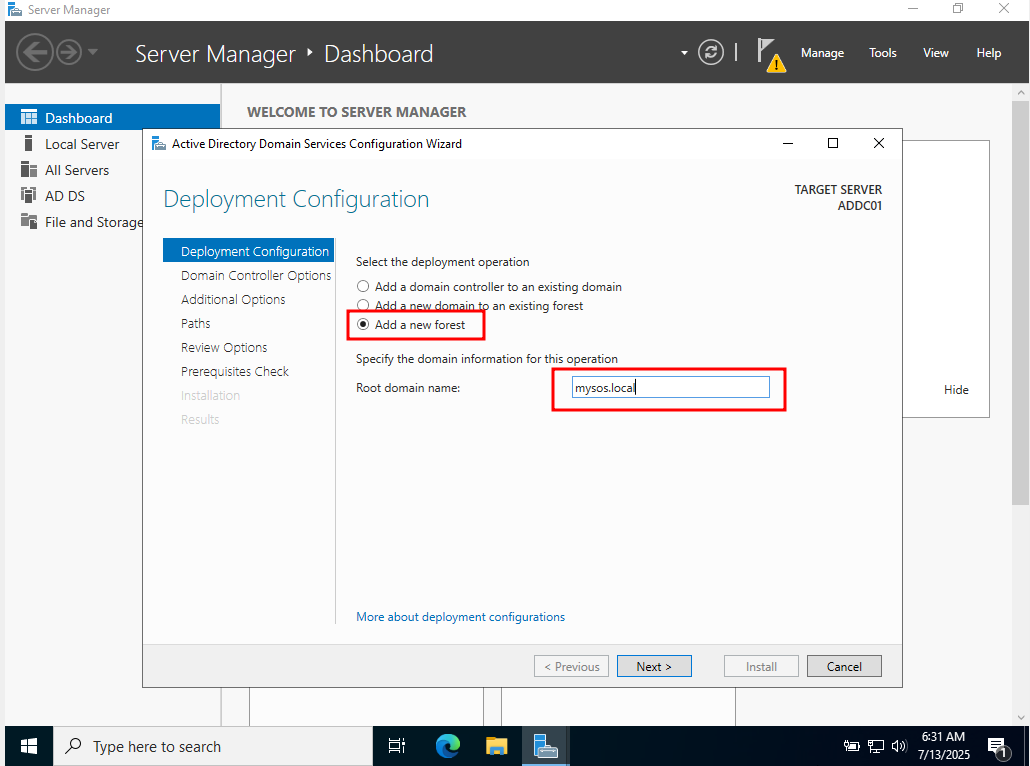 Server Manager
Server Manager ‣ Dashboard
Manage Tools View Help
Dashboard
Local Server
All Servers
AD DS
File and Storage
WELCOME TO SERVER MANAGER
Active Directory Domain Services Configuration Wizard
Deployment Configuration
TARGET SERVER
ADDC01
Deployment Configuration
Domain Controller Options
Additional Options
Paths
Review Options
Prerequisites Check
Installation
Results
Select the deployment operation
Add a domain controller to an existing domain
Add a new domain to an existing forest
Add a new forest
Specify the domain information for this operation
Root domain name: mysos.local
More about deployment configurations
Hide
< Previous Next > Install Cancel
Type here to search
6:31 AM
7/13/2025
1